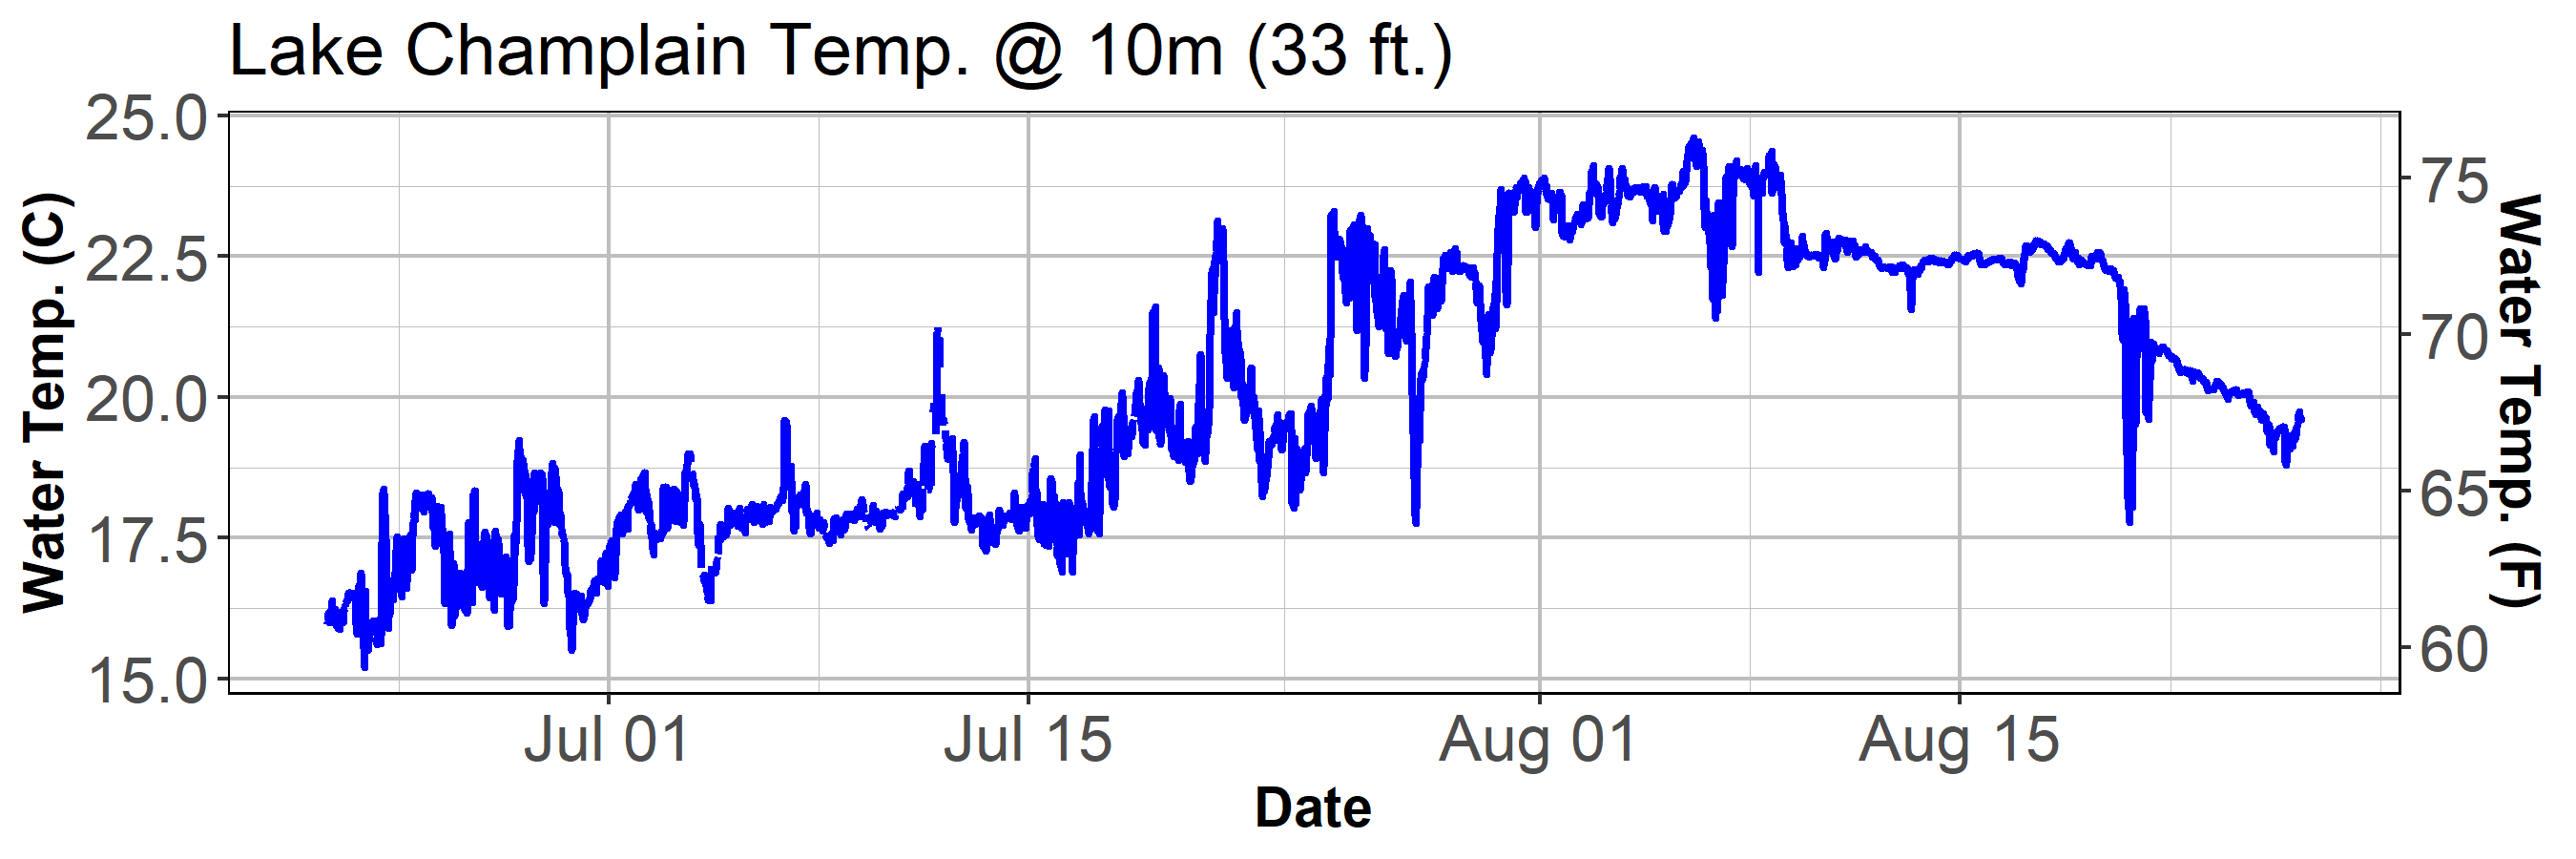 Lake Champlain Temp. @ 10m (33 ft.)
Water Temp. (C)
25.0
22.5
20.0
17.5
15.0
75
70
65
60
Water Temp. (F)
Jul 01
Jul 15
Aug 01
Aug 15
Date